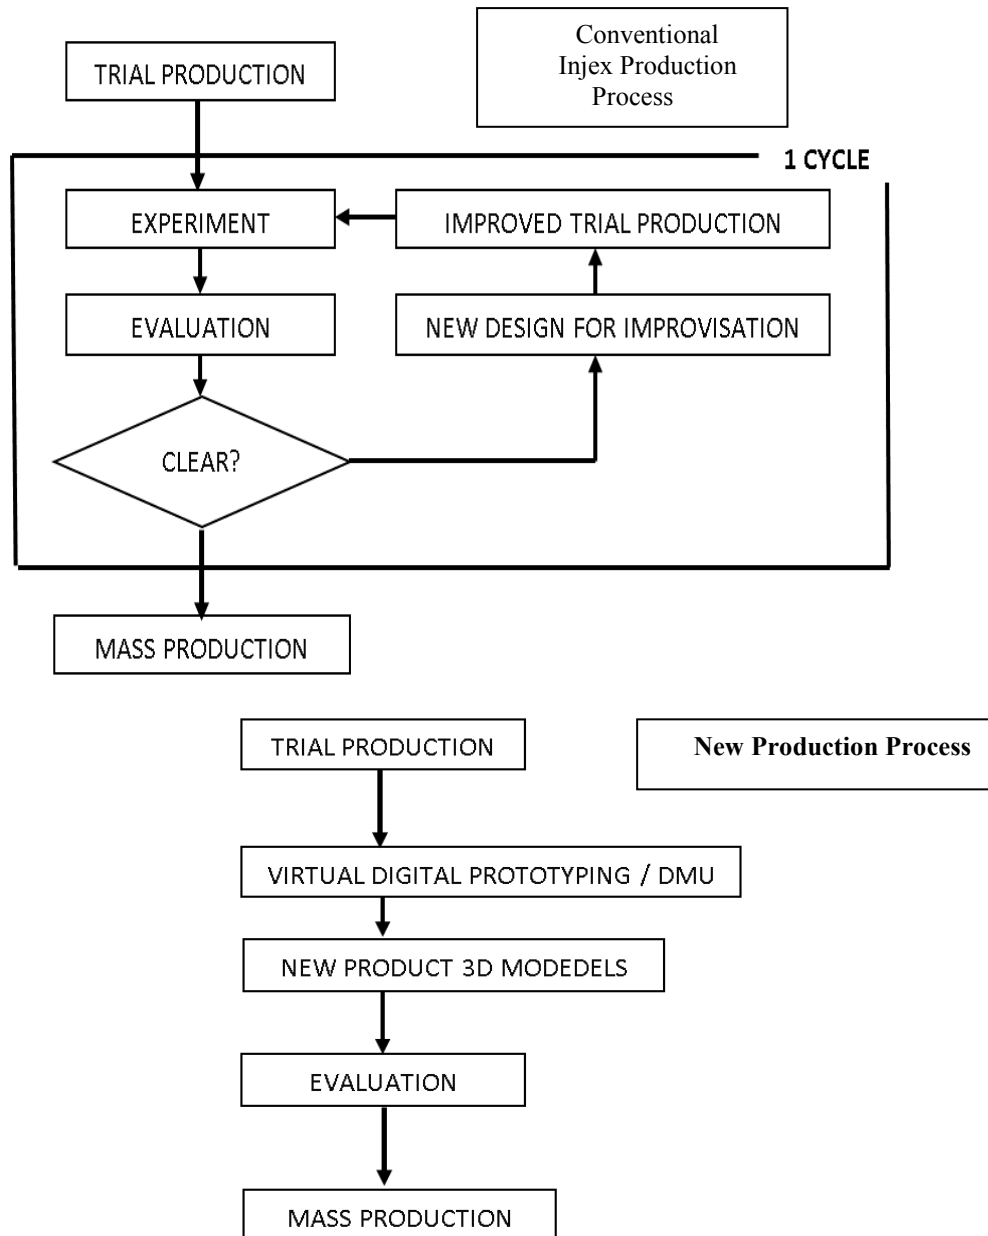 Conventional
Injex Production
Process
TRIAL PRODUCTION
1 CYCLE
EXPERIMENT
IMPROVED TRIAL PRODUCTION
EVALUATION
NEW DESIGN FOR IMPROVISATION
CLEAR?
MASS PRODUCTION
New Production Process
TRIAL PRODUCTION
VIRTUAL DIGITAL PROTOTYPING / DMU
NEW PRODUCT 3D MODEDELS
EVALUATION
MASS PRODUCTION